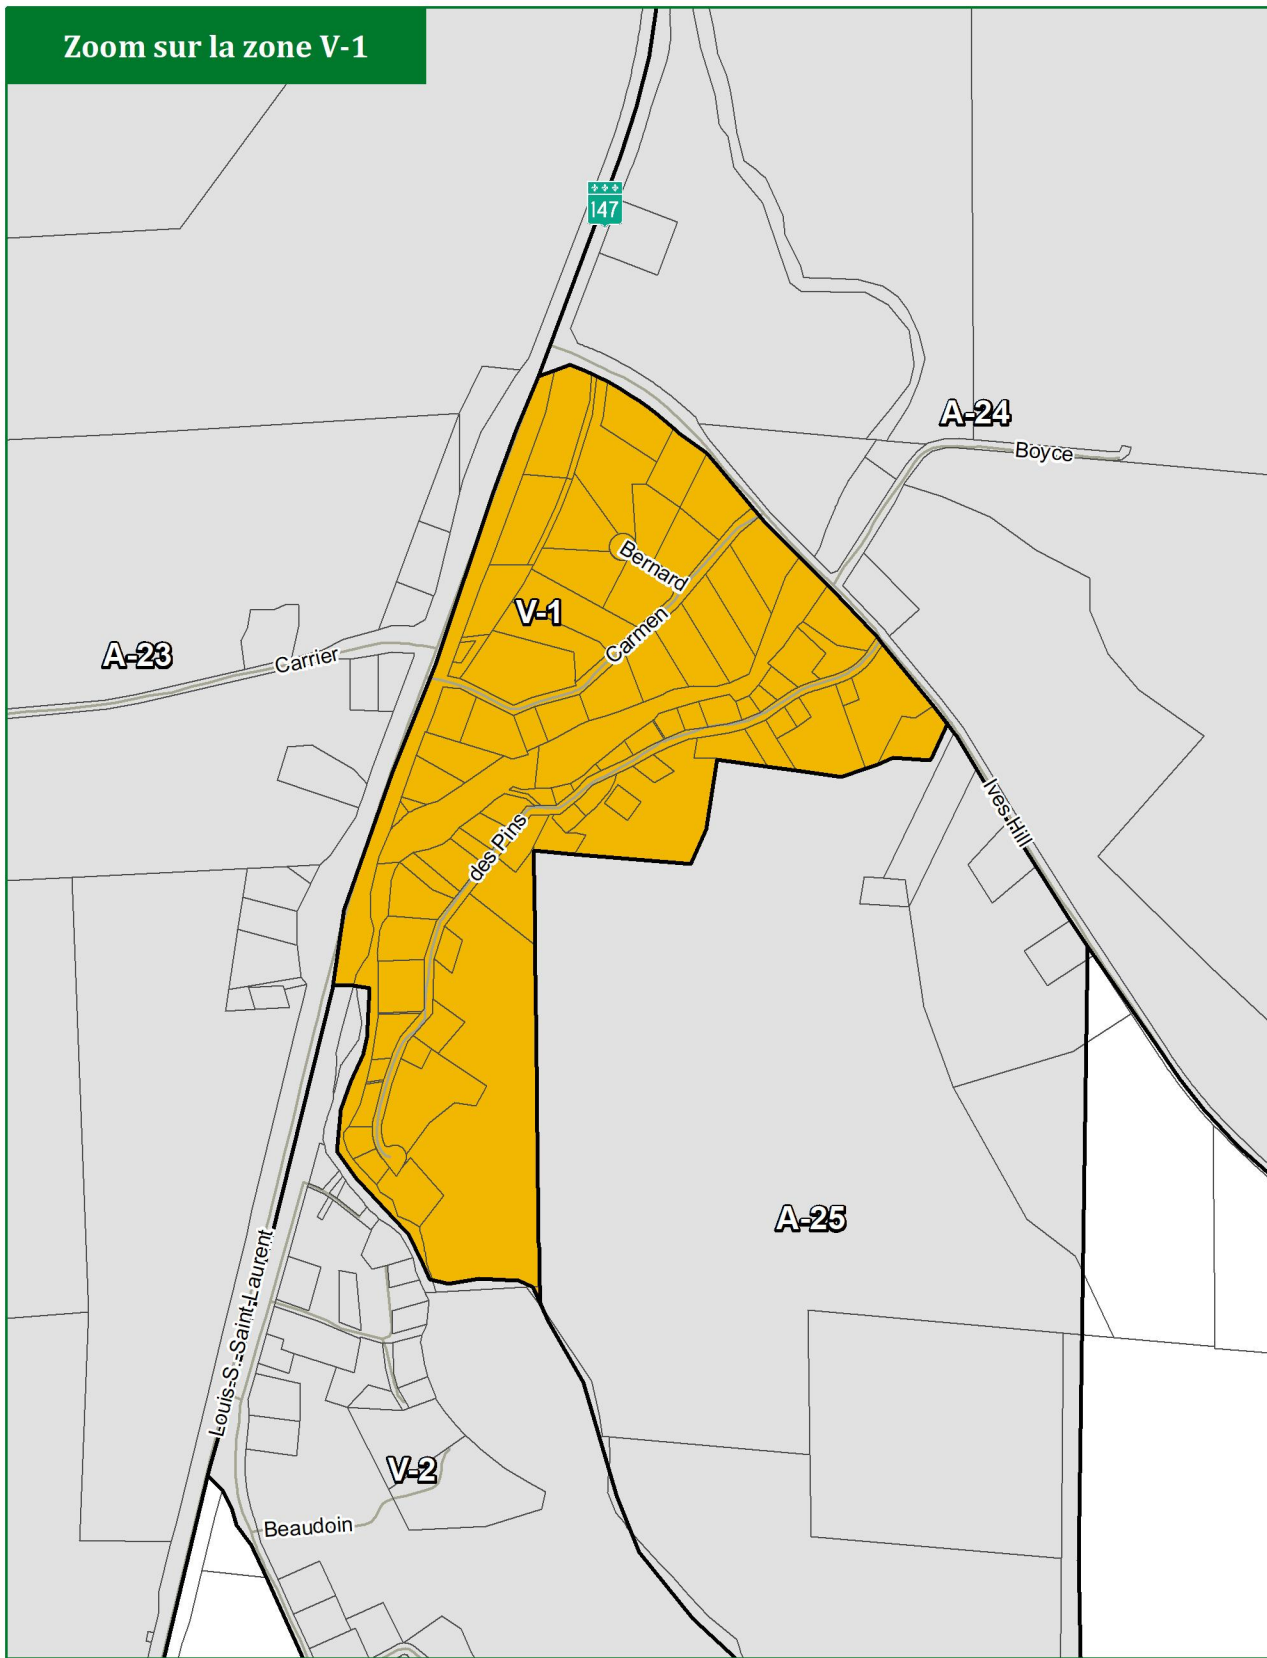 Zoom sur la zone V-1
147
A-24
Boyce
Bernard
V-1
Carmen
A-23
Carrier
des Pins
Ives-Hill
A-25
Louis-S.-Saint-Laurent
V-2
Beaudoin